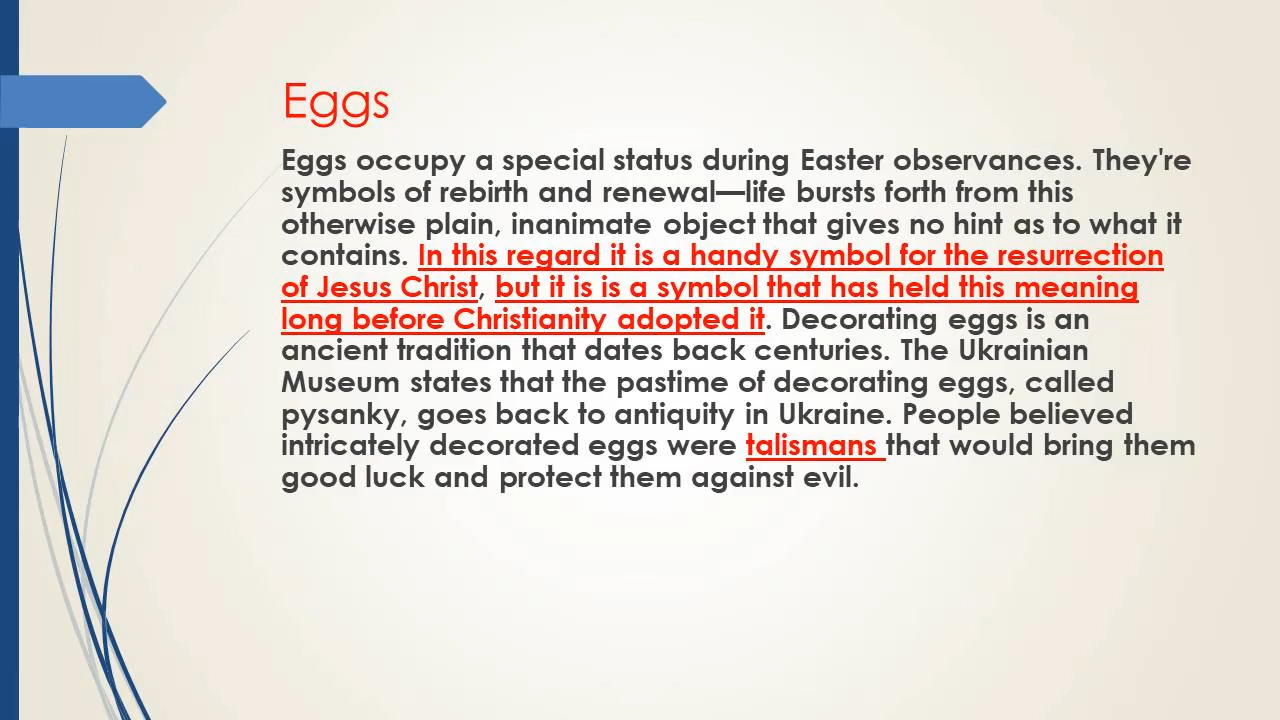 Eggs
Eggs occupy a special status during Easter observances. They're
symbols of rebirth and renewal—life bursts forth from this
otherwise plain, inanimate object that gives no hint as to what it
contains. In this regard it is a handy symbol for the resurrection
of Jesus Christ, but it is is a symbol that has held this meaning
long before Christianity adopted it. Decorating eggs is an
ancient tradition that dates back centuries. The Ukrainian
Museum states that the pastime of decorating eggs, called
pysanky, goes back to antiquity in Ukraine. People believed
intricately decorated eggs were talismans that would bring them
good luck and protect them against evil.